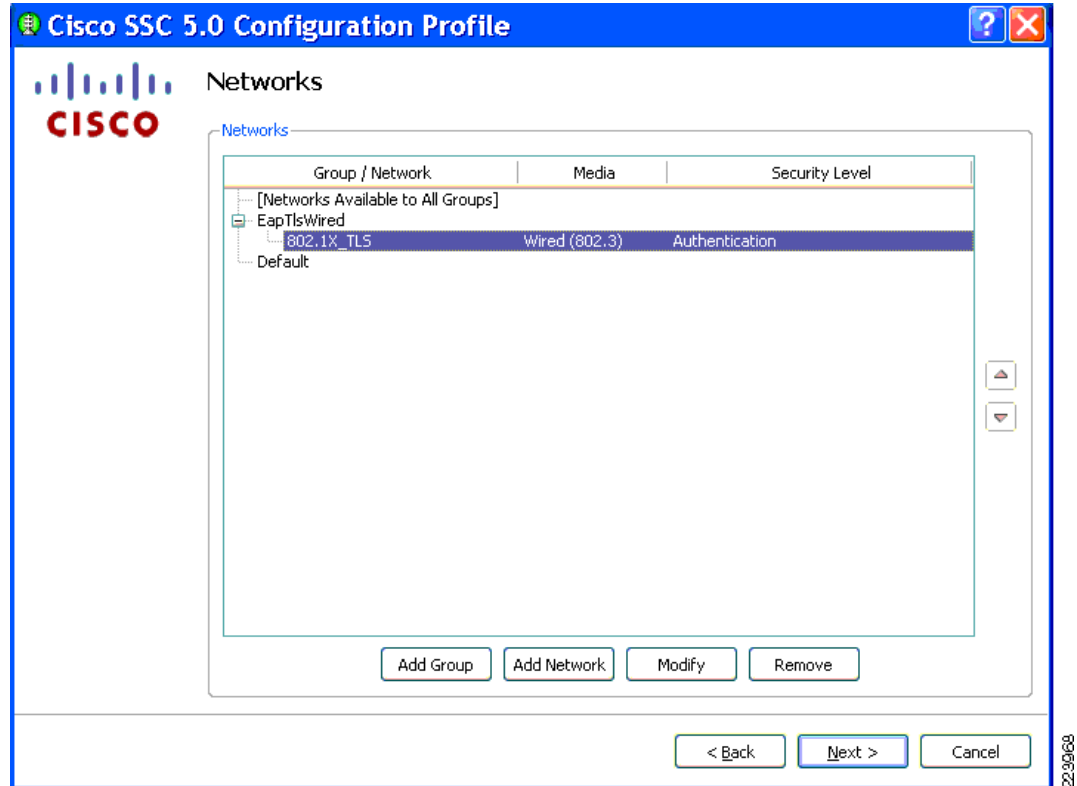 Cisco SSC 5.0 Configuration Profile
?
CISCO
Networks
Networks
Group / Network Media Security Level
[Networks Available to All Groups]
EapTlsWired
802.1X_TLS Wired (802.3) Authentication
Default
Add Group Add Network Modify Remove
< Back Next > Cancel
223968